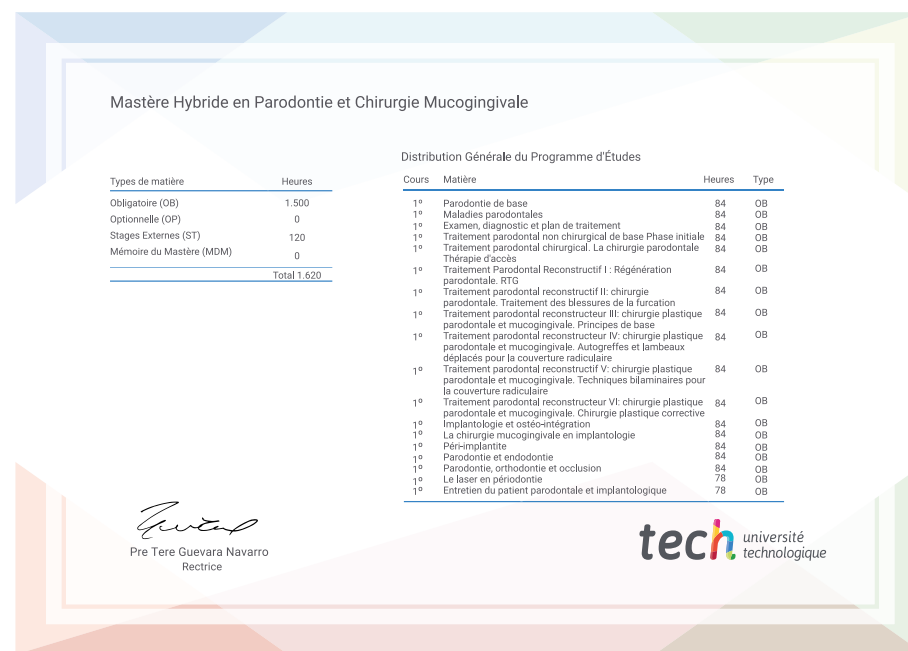 Mastère Hybride en Parodontie et Chirurgie Mucogingivale
Types de matière Heures
Obligatoire (OB) 1.500
Optionnelle (OP) 0
Stages Externes (ST) 120
Mémoire du Mastère (MDM) 0
Total 1.620
Distribution Générale du Programme d'Études
Cours Matière Heures Type
1º Parodontie de base 84 OB
1º Maladies parodontales 84 OB
1º Examen, diagnostic et plan de traitement 84 OB
1º Traitement parodontal non chirurgical de base Phase initiale 84 OB
1º Traitement parodontal chirurgical. La chirurgie parodontale 84 OB
Thérapie d'accès
1º Traitement Parodontal Reconstructif I : Régénération 84 OB
parodontale. RTG
1º Traitement parodontal reconstructif II: chirurgie 84 OB
parodontale. Traitement des blessures de la furcation
1º Traitement parodontal reconstructeur III: chirurgie plastique 84 OB
parodontale et mucogingivale. Principes de base
1º Traitement parodontal reconstructeur IV: chirurgie plastique 84 OB
parodontale et mucogingivale. Autogreffes et lambeaux
déplacés pour la couverture radiculaire
1º Traitement parodontal reconstructif V: chirurgie plastique 84 OB
parodontale et mucogingivale. Techniques bilaminaires pour
la couverture radiculaire
1º Traitement parodontal reconstructeur VI: chirurgie plastique 84 OB
parodontale et mucogingivale. Chirurgie plastique corrective
1º Implantologie et ostéo-intégration 84 OB
1º La chirurgie mucogingivale en implantologie 84 OB
1º Péri-implantite 84 OB
1º Parodontie et endodontie 84 OB
1º Parodontie, orthodontie et occlusion 84 OB
1º Le laser en périodontie 78 OB
1º Entretien du patient parodontale et implantologique 78 OB
Pre Tere Guevara Navarro
Rectrice
tech université
technologique